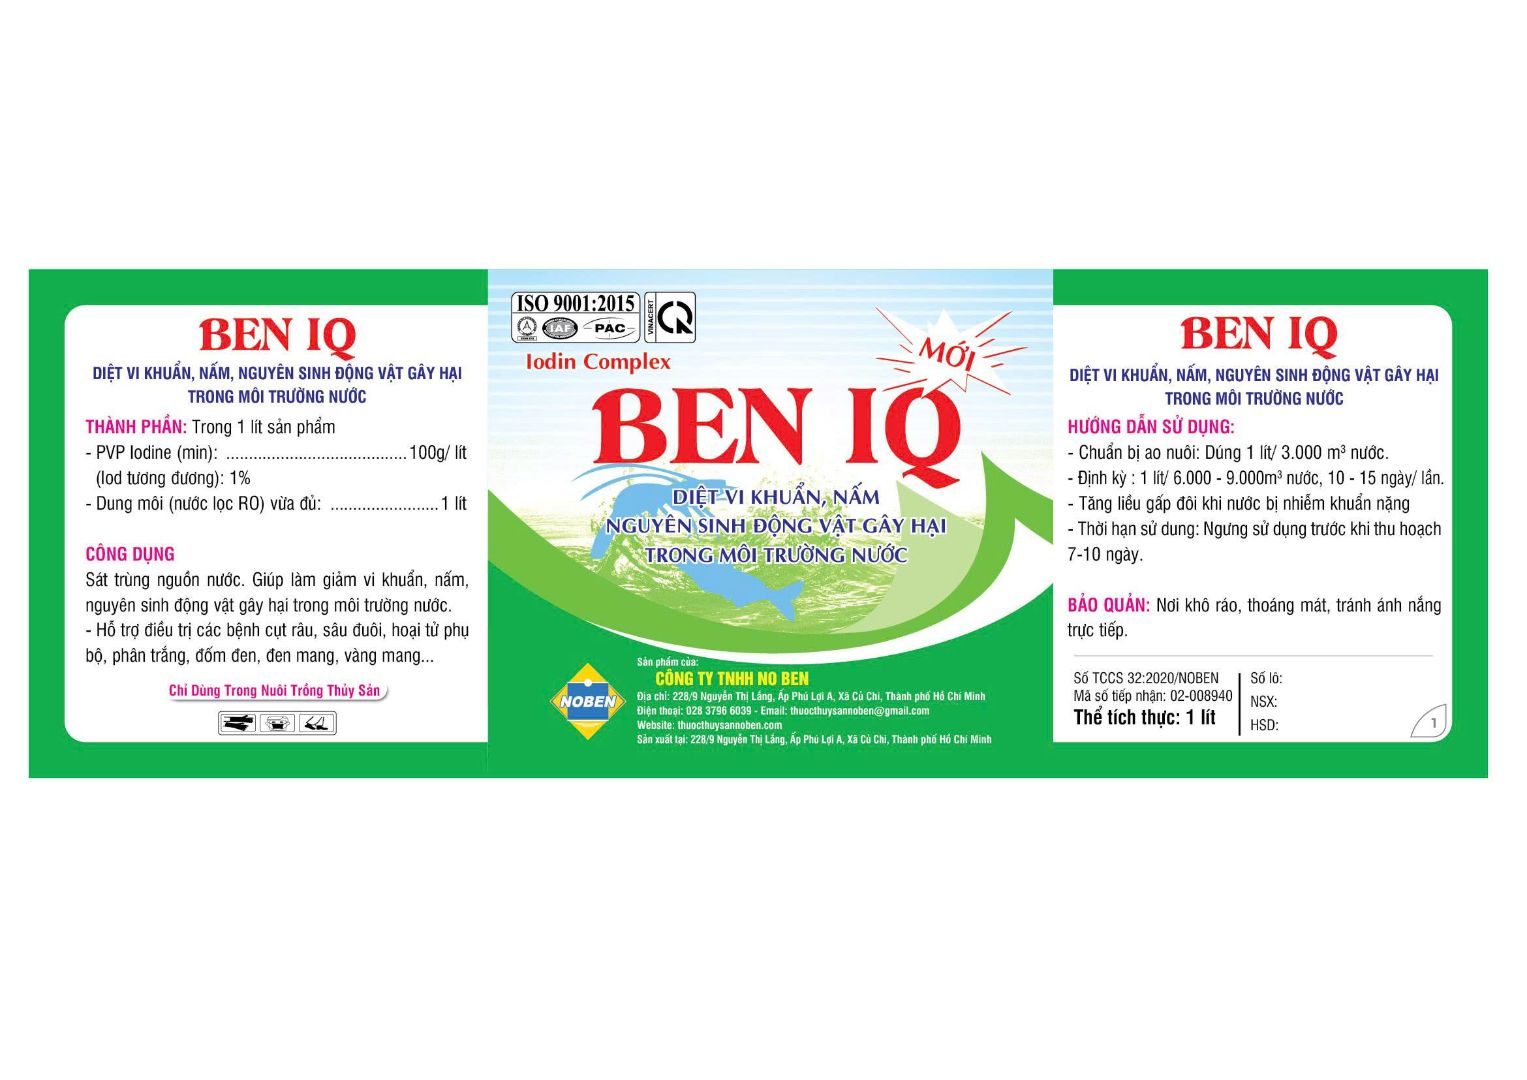 BEN IQ
DIỆT VI KHUẨN, NẤM, NGUYÊN SINH ĐỘNG VẬT GÂY HẠI
TRONG MÔI TRƯỜNG NƯỚC
THÀNH PHẦN: Trong 1 lít sản phẩm
- PVP Iodine (min): ........................................100g/ lít
(Iod tương đương): 1%
- Dung môi (nước lọc RO) vừa đủ: ........................1 lít
CÔNG DỤNG
Sát trùng nguồn nước. Giúp làm giảm vi khuẩn, nấm,
nguyên sinh động vật gây hại trong môi trường nước.
- Hỗ trợ điều trị các bệnh cụt râu, sâu đuôi, hoại tử phụ
bộ, phân trắng, đốm đen, đen mang, vàng mang...
Chỉ Dùng Trong Nuôi Trồng Thủy Sản
ISO 9001:2015
IAF
PAC
VINACERT
Iodin Complex
MỚI
BEN IQ
DIỆT VI KHUẨN, NẤM
NGUYÊN SINH ĐỘNG VẬT GÂY HẠI
TRONG MÔI TRƯỜNG NƯỚC
NOBEN
Sản phẩm của:
CÔNG TY TNHH NO BEN
Địa chỉ: 228/9 Nguyễn Thị Lắng, Ấp Phú Lợi A, Xã Củ Chi, Thành phố Hồ Chí Minh
Điện thoại: 028 3796 6039 - Email: thuocthuysannoben@gmail.com
Website: thuocthuysannoben.com
Sản xuất tại: 228/9 Nguyễn Thị Lắng, Ấp Phú Lợi A, Xã Củ Chi, Thành phố Hồ Chí Minh
BEN IQ
DIỆT VI KHUẨN, NẤM, NGUYÊN SINH ĐỘNG VẬT GÂY HẠI
TRONG MÔI TRƯỜNG NƯỚC
HƯỚNG DẪN SỬ DỤNG:
- Chuẩn bị ao nuôi: Dúng 1 lít/ 3.000 m³ nước.
- Định kỳ : 1 lít/ 6.000 - 9.000m³ nước, 10 - 15 ngày/ lần.
- Tăng liều gấp đôi khi nước bị nhiễm khuẩn nặng
- Thời hạn sử dung: Ngưng sử dụng trước khi thu hoạch
7-10 ngày.
BẢO QUẢN: Nơi khô ráo, thoáng mát, tránh ánh nắng
trực tiếp.
Số TCCS 32:2020/NOBEN
Mã số tiếp nhận: 02-008940
Thể tích thực: 1 lít
Số lô:
NSX:
HSD:
1